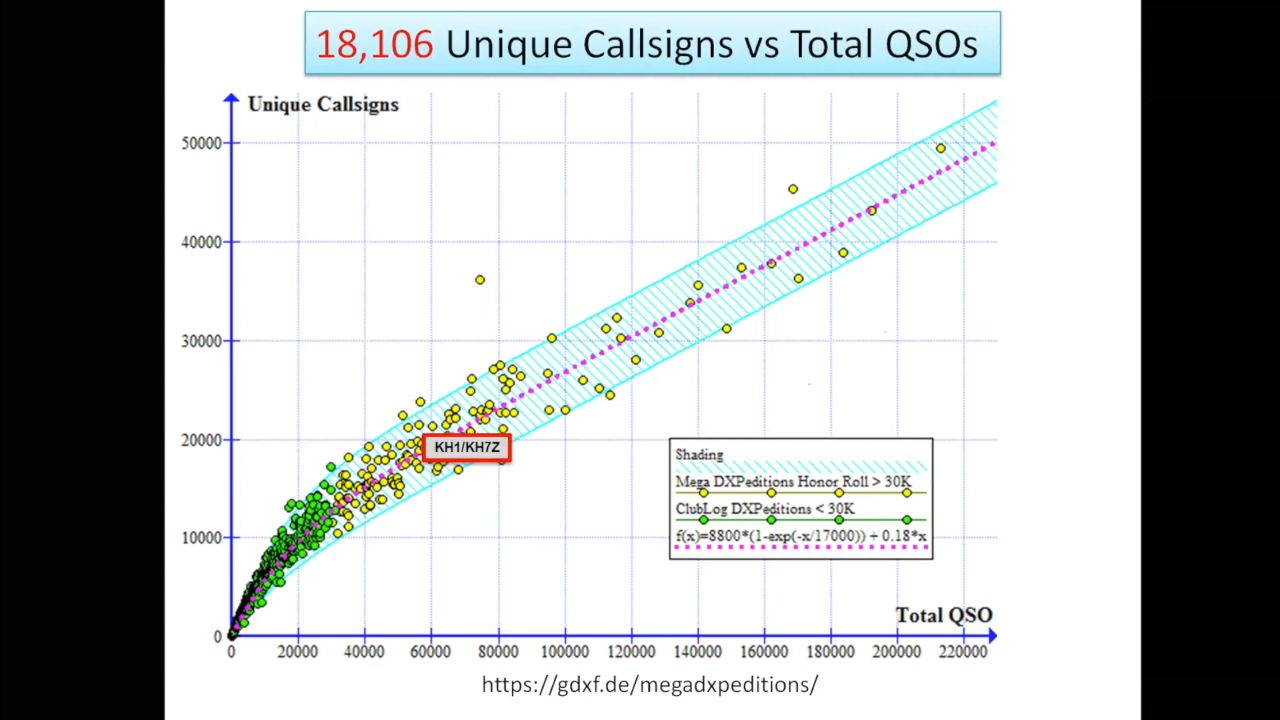 18,106 Unique Callsigns vs Total QSOs
Unique Callsigns
50000
40000
30000
20000
10000
0
KH1/KH7Z
Shading
Mega DXPeditions Honor Roll > 30K
ClubLog DXPeditions < 30K
f(x)=8800*(1-exp(-x/17000)) + 0.18*x
Total QSO
0 20000 40000 60000 80000 100000 120000 140000 160000 180000 200000 220000
https://gdxf.de/megadxpeditions/